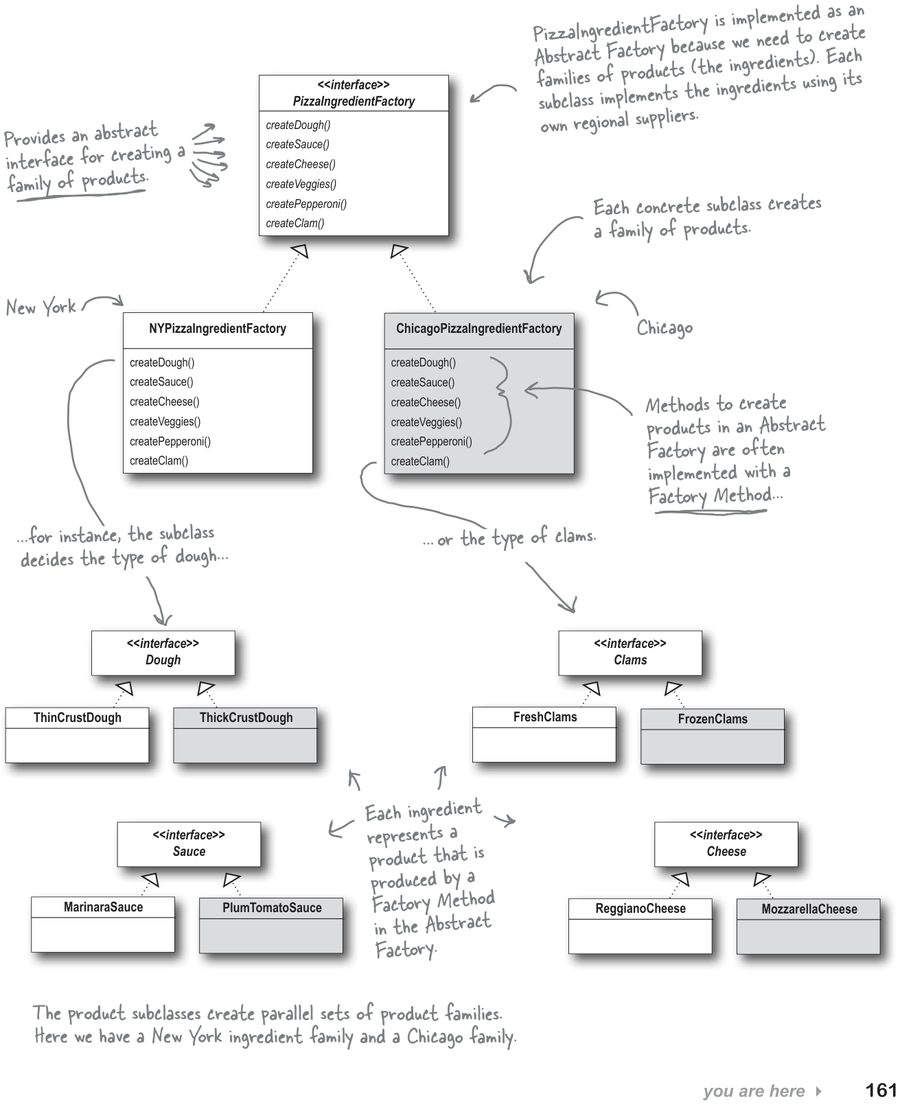 PizzaIngredientFactory is implemented as an
Abstract Factory because we need to create
families of products (the ingredients). Each
subclass implements the ingredients using its
own regional suppliers.
<<interface>>
PizzaIngredientFactory
createDough()
createSauce()
createCheese()
createVeggies()
createPepperoni()
createClam()
Provides an abstract
interface for creating a
family of products.
Each concrete subclass creates
a family of products.
New York
Chicago
NYPizzaIngredientFactory
createDough()
createSauce()
createCheese()
createVeggies()
createPepperoni()
createClam()
ChicagoPizzaIngredientFactory
createDough()
createSauce()
createCheese()
createVeggies()
createPepperoni()
createClam()
Methods to create
products in an Abstract
Factory are often
implemented with a
Factory Method...
...for instance, the subclass
decides the type of dough...
...or the type of clams.
<<interface>>
Dough
ThinCrustDough
ThickCrustDough
<<interface>>
Clams
FreshClams
FrozenClams
Each ingredient
represents a
product that is
produced by a
Factory Method
in the Abstract
Factory.
<<interface>>
Sauce
MarinaraSauce
PlumTomatoSauce
<<interface>>
Cheese
ReggianoCheese
MozzarellaCheese
The product subclasses create parallel sets of product families.
Here we have a New York ingredient family and a Chicago family.
you are here 161